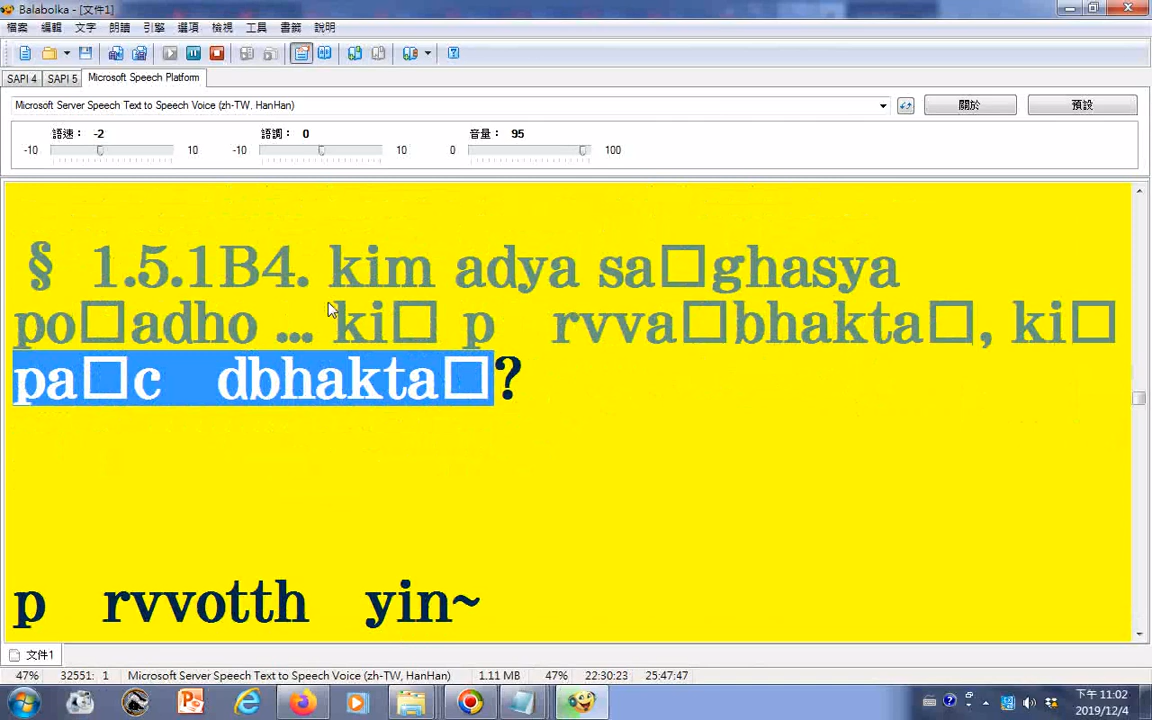 Balabolka - [文件1]
檔案 編輯 文字 朗讀 引擎 選項 檢視 工具 書籤 說明
SAPI 4 SAPI 5 Microsoft Speech Platform
Microsoft Server Speech Text to Speech Voice (zh-TW, HanHan) 關於 預設
語速： -2 語調： 0 音量： 95
-10 10 -10 10 0 100
§ 1.5.1B4. kim adya sa□ghasya
po□adho ... ki□ p rvva□bhakta□, ki□
pa□c dbhakta□?
p rvvotth yin~
文件1
47% 32551: 1 Microsoft Server Speech Text to Speech Voice (zh-TW, HanHan) 1.11 MB 47% 22:30:23 25:47:47
下午 11:02
2019/12/4